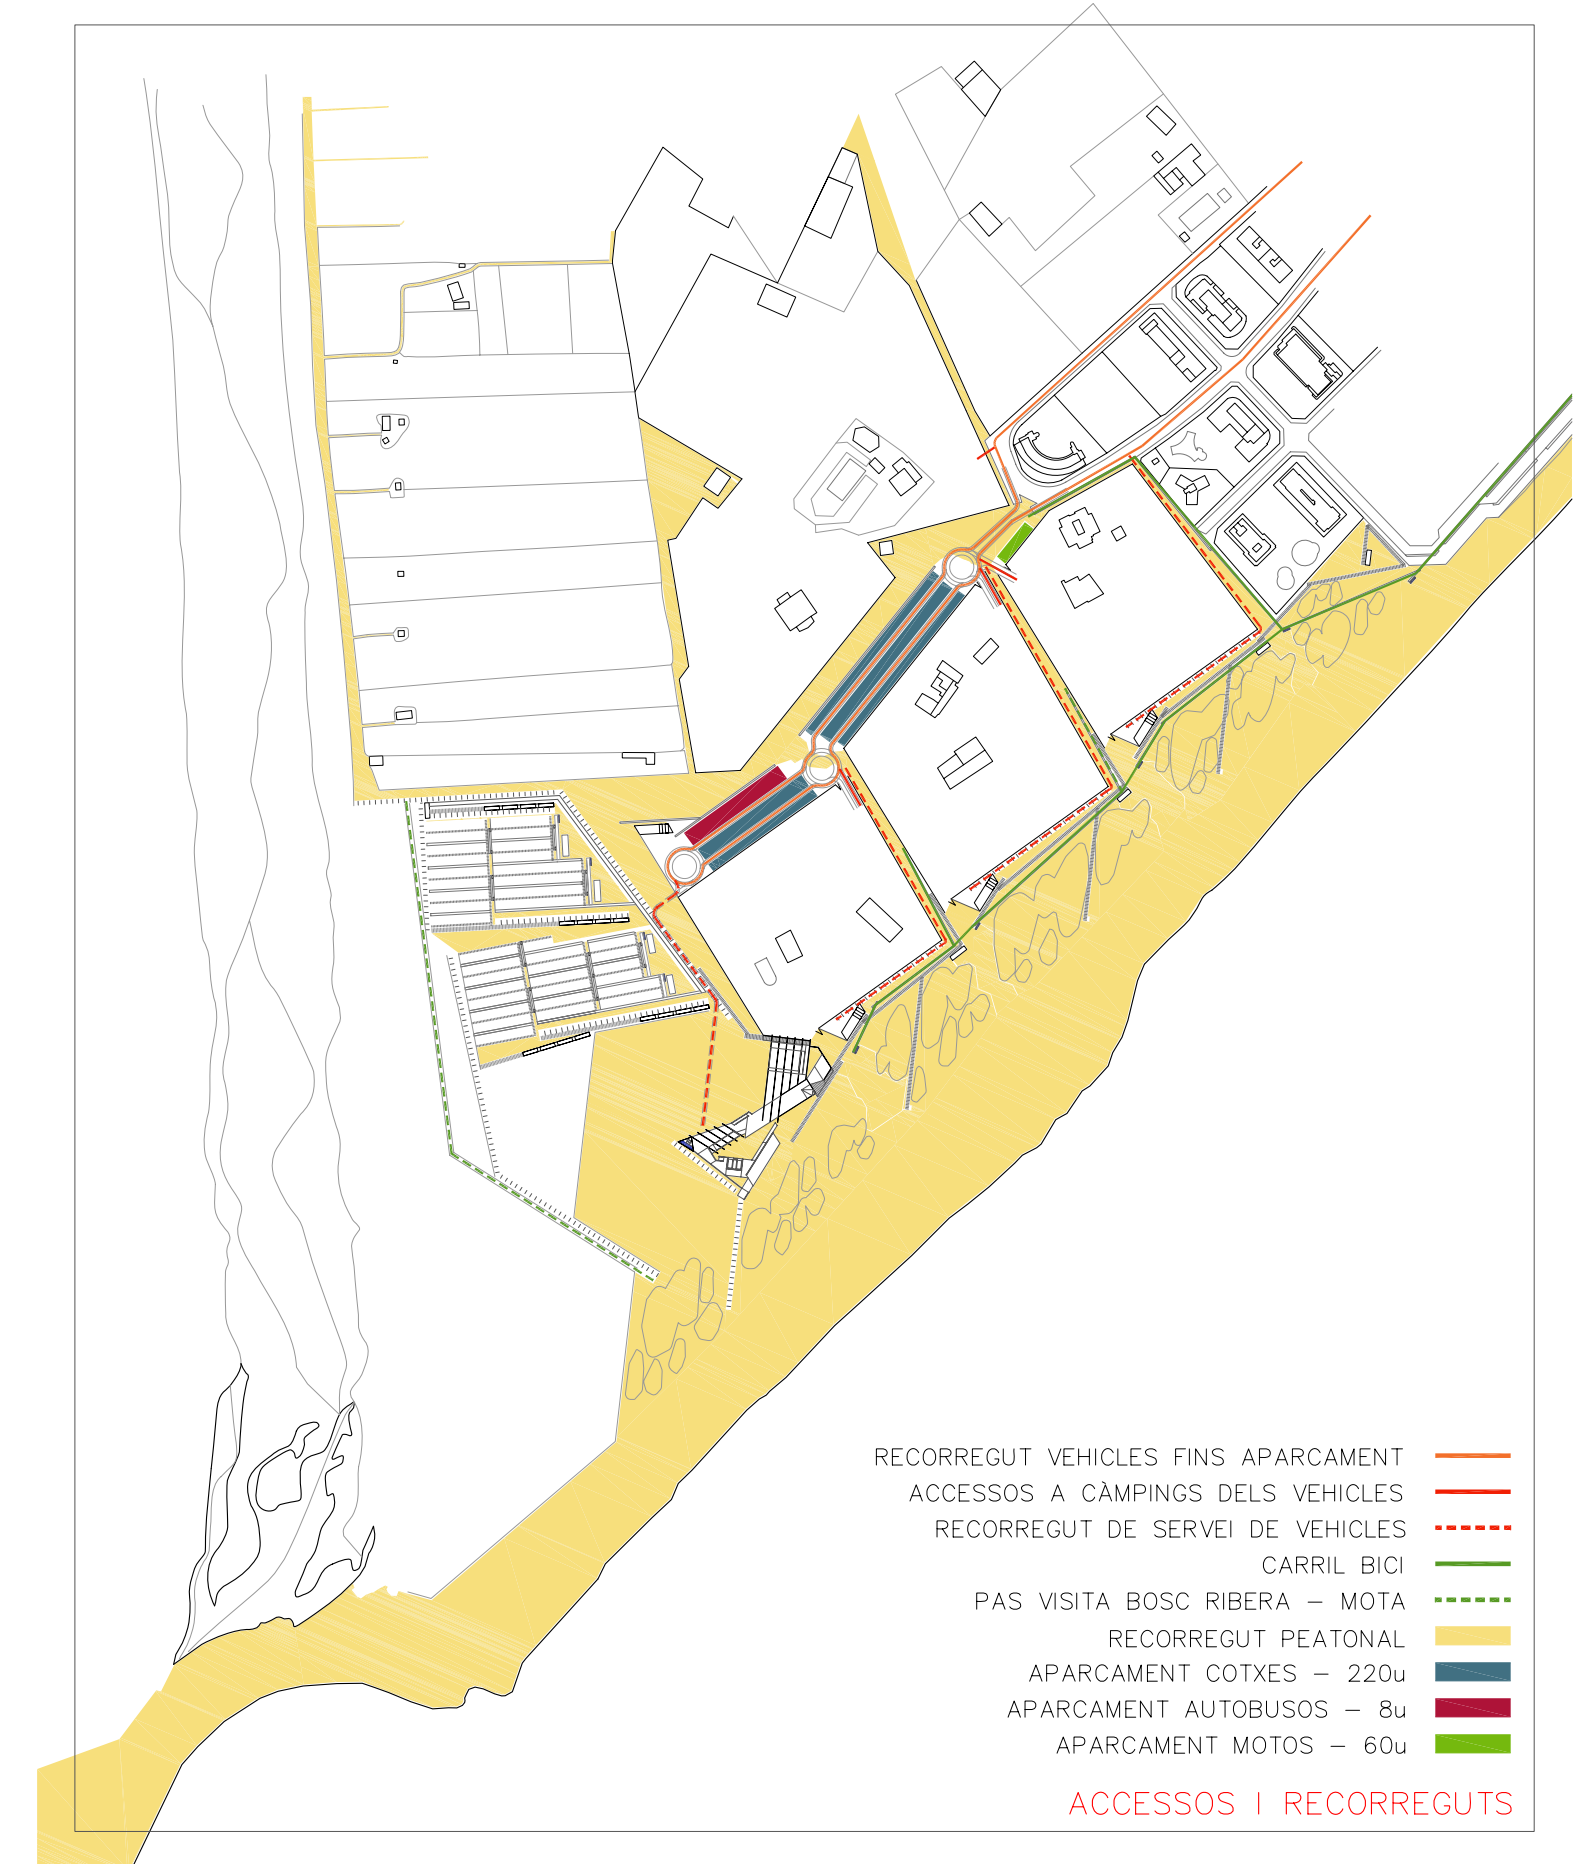 RECORREGUT VEHICLES FINS APARCAMENT
ACCESSOS A CÀMPINGS DELS VEHICLES
RECORREGUT DE SERVEI DE VEHICLES
CARRIL BICI
PAS VISITA BOSC RIBERA – MOTA
RECORREGUT PEATONAL
APARCAMENT COTXES – 220u
APARCAMENT AUTOBUSOS – 8u
APARCAMENT MOTOS – 60u
ACCESSOS I RECORREGUTS